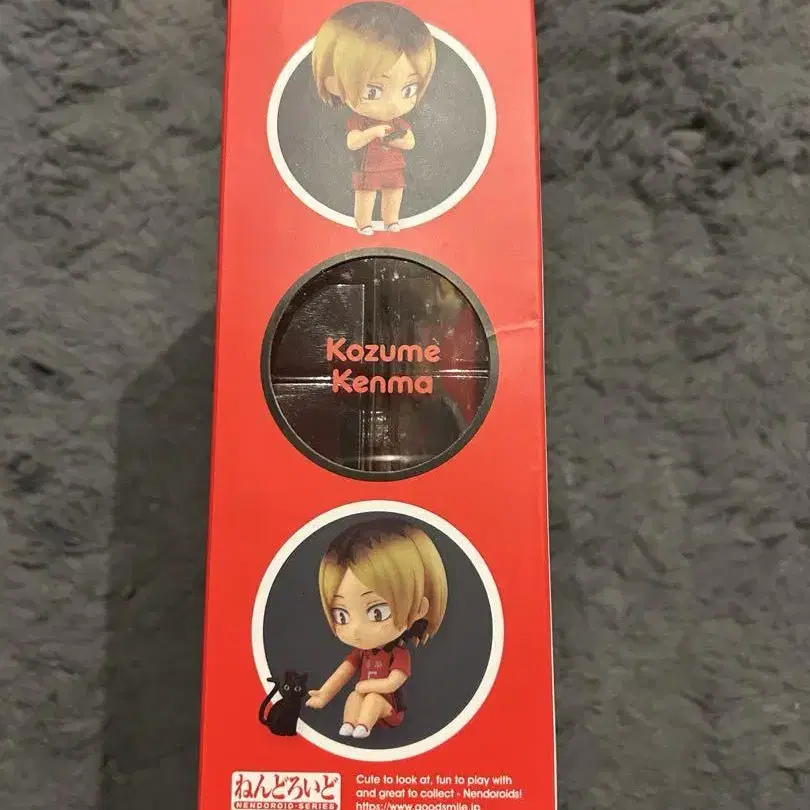 Kozume
Kenma
5
ねんどろいど
NENDOROID-SERIES
Cute to look at, fun to play with
and great to collect - Nendoroids!
https://www.goodsmile.jp